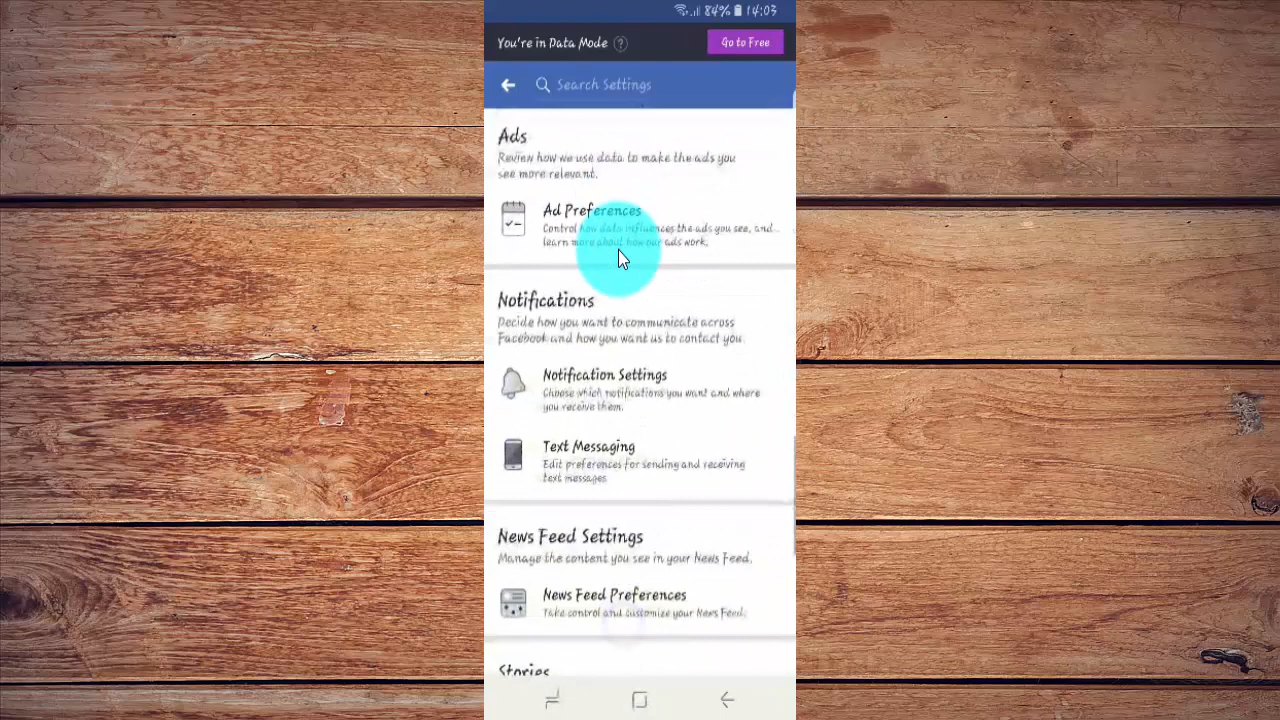 84% 14:03
You're in Data Mode ? Go to Free
Search Settings
Ads
Review how we use data to make the ads you
see more relevant.
Ad Preferences
Control how data influences the ads you see, and...
learn more about how our ads work.
Notifications
Decide how you want to communicate across
Facebook and how you want us to contact you.
Notification Settings
Choose which notifications you want and where
you receive them.
Text Messaging
Edit preferences for sending and receiving
text messages
News Feed Settings
Manage the content you see in your News Feed.
News Feed Preferences
Take control and customize your News Feed.
Stories